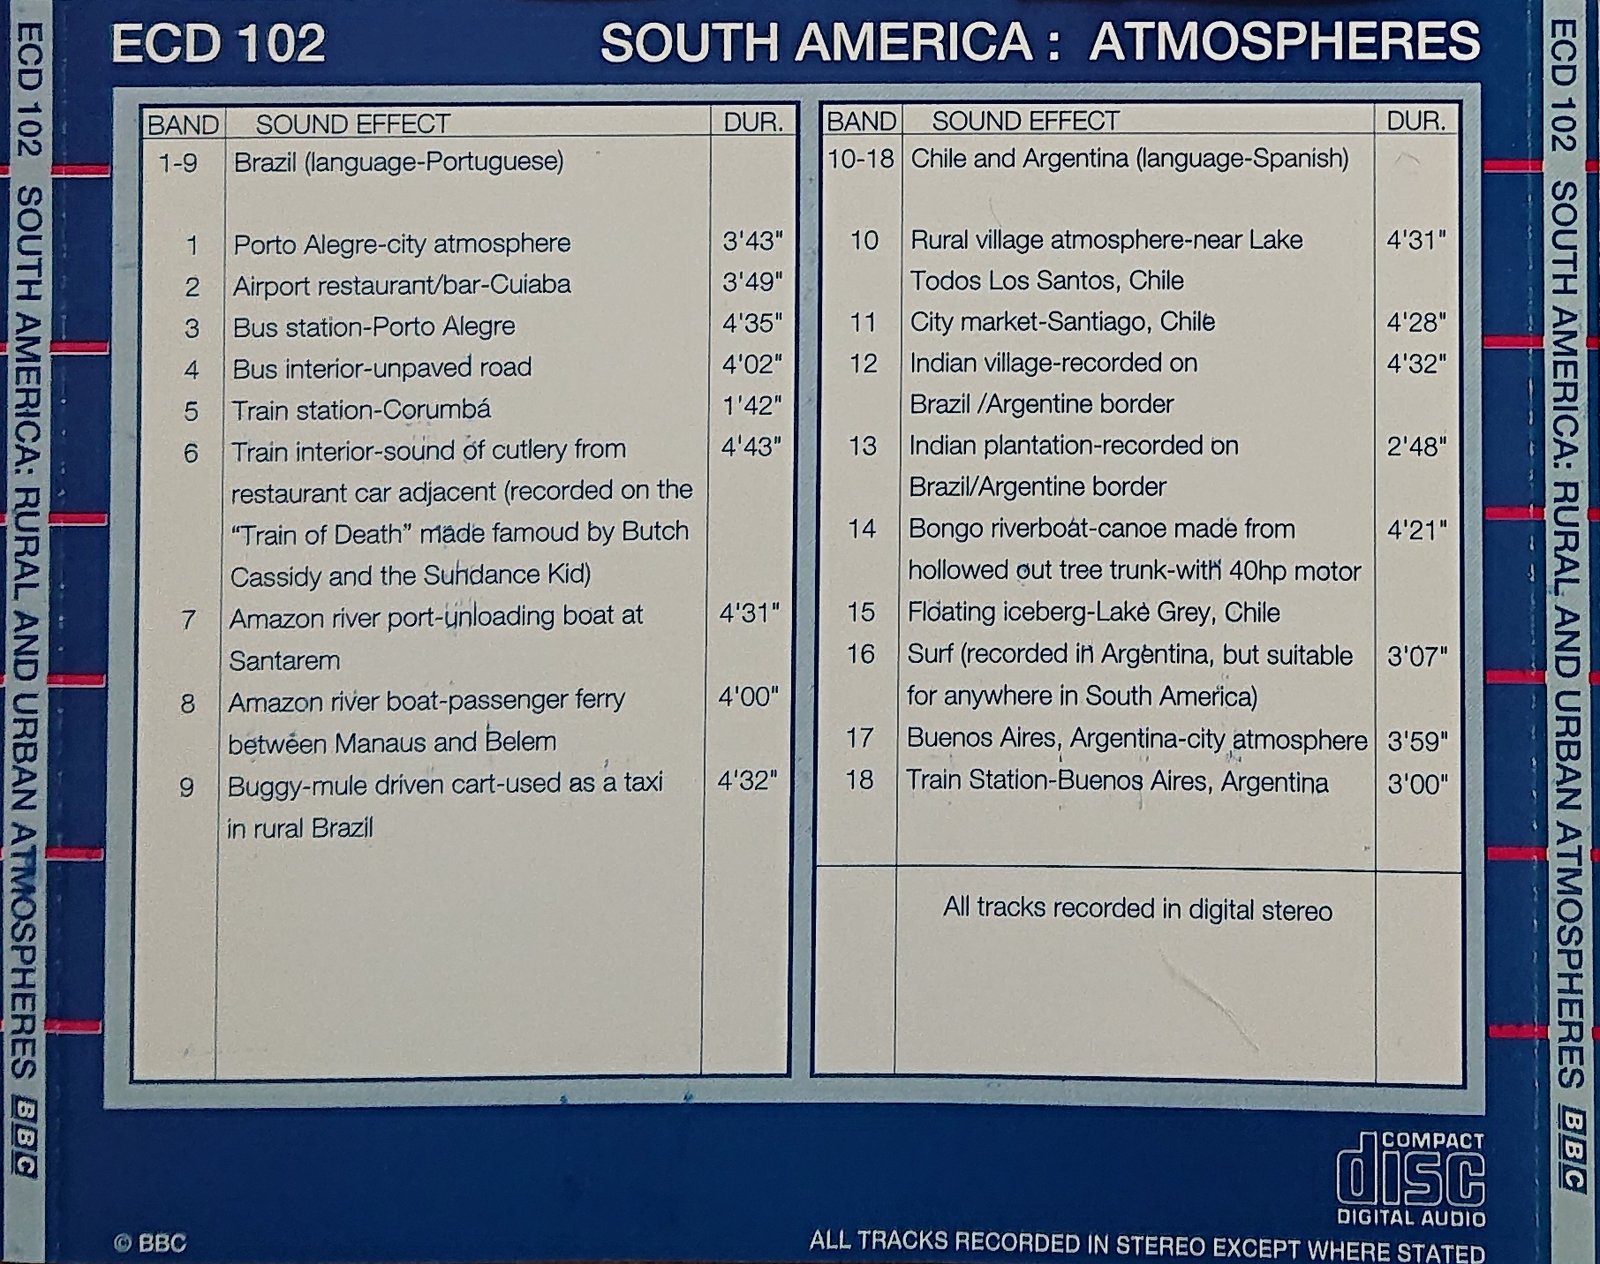 ECD 102 SOUTH AMERICA: RURAL AND URBAN ATMOSPHERES BBC
ECD 102 SOUTH AMERICA : ATMOSPHERES
BAND SOUND EFFECT DUR.
1-9 Brazil (language-Portuguese)
1 Porto Alegre-city atmosphere 3'43"
2 Airport restaurant/bar-Cuiaba 3'49"
3 Bus station-Porto Alegre 4'35"
4 Bus interior-unpaved road 4'02"
5 Train station-Corumbá 1'42"
6 Train interior-sound of cutlery from 4'43"
restaurant car adjacent (recorded on the
“Train of Death” made famoud by Butch
Cassidy and the Sundance Kid)
7 Amazon river port-unloading boat at 4'31"
Santarem
8 Amazon river boat-passenger ferry 4'00"
between Manaus and Belem
9 Buggy-mule driven cart-used as a taxi 4'32"
in rural Brazil
BAND SOUND EFFECT DUR.
10-18 Chile and Argentina (language-Spanish)
10 Rural village atmosphere-near Lake 4'31"
Todos Los Santos, Chile
11 City market-Santiago, Chile 4'28"
12 Indian village-recorded on 4'32"
Brazil /Argentine border
13 Indian plantation-recorded on 2'48"
Brazil/Argentine border
14 Bongo riverboat-canoe made from 4'21"
hollowed out tree trunk-with 40hp motor
15 Floating iceberg-Lake Grey, Chile
16 Surf (recorded in Argentina, but suitable 3'07"
for anywhere in South America)
17 Buenos Aires, Argentina-city atmosphere 3'59"
18 Train Station-Buenos Aires, Argentina 3'00"
All tracks recorded in digital stereo
COMPACT
disc
DIGITAL AUDIO
© BBC
ALL TRACKS RECORDED IN STEREO EXCEPT WHERE STATED
ECD 102 SOUTH AMERICA: RURAL AND URBAN ATMOSPHERES BBC